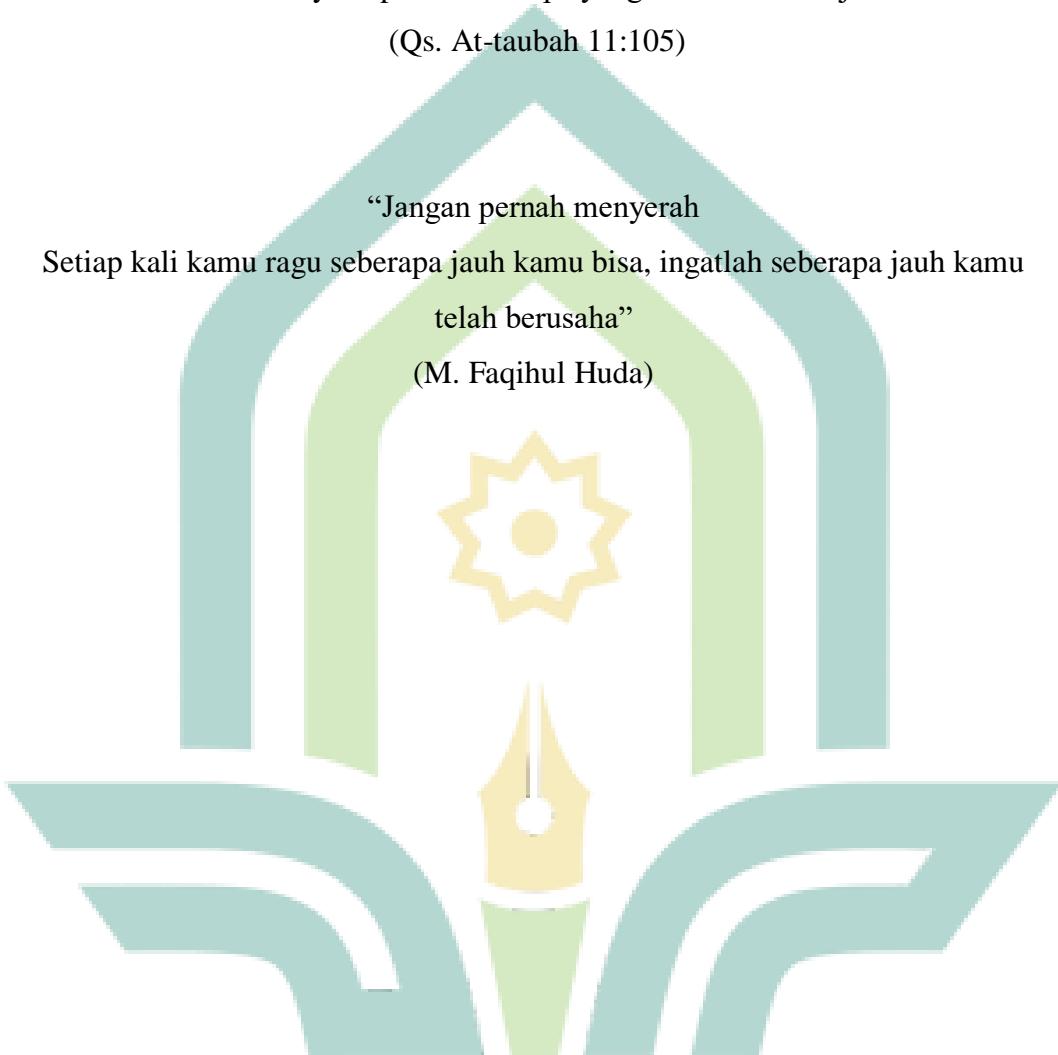 (Qs. At-taubah 11:105)
“Jangan pernah menyerah
Setiap kali kamu ragu seberapa jauh kamu bisa, ingatlah seberapa jauh kamu
telah berusaha”
(M. Faqihul Huda)